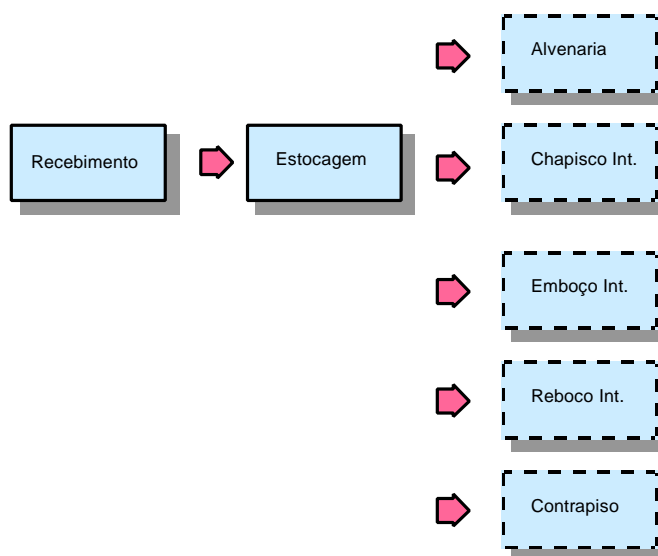 Recebimento
Estocagem
Alvenaria
Chapisco Int.
Emboço Int.
Reboco Int.
Contrapiso